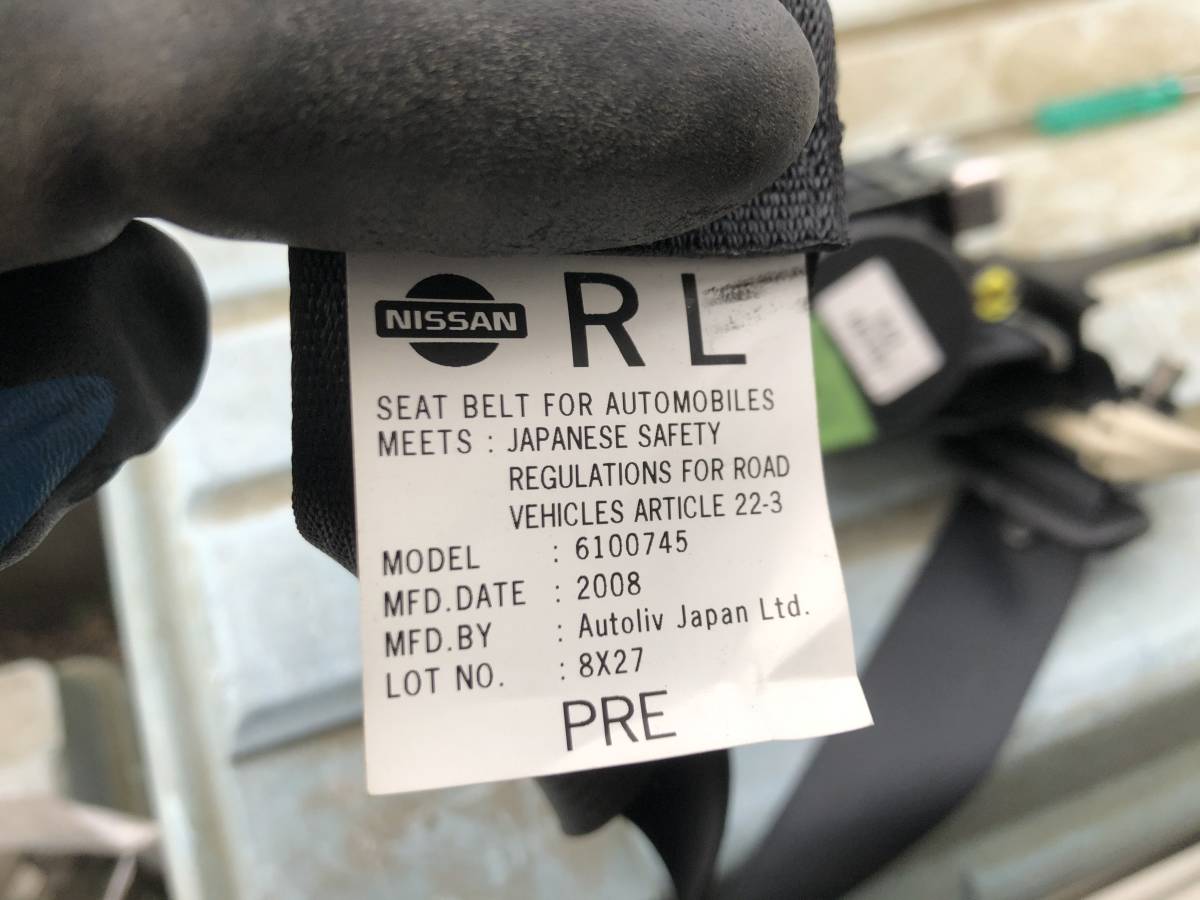 NISSAN R L
SEAT BELT FOR AUTOMOBILES
MEETS : JAPANESE SAFETY
REGULATIONS FOR ROAD
VEHICLES ARTICLE 22-3
MODEL : 6100745
MFD.DATE : 2008
MFD.BY : Autoliv Japan Ltd.
LOT NO. : 8X27
PRE